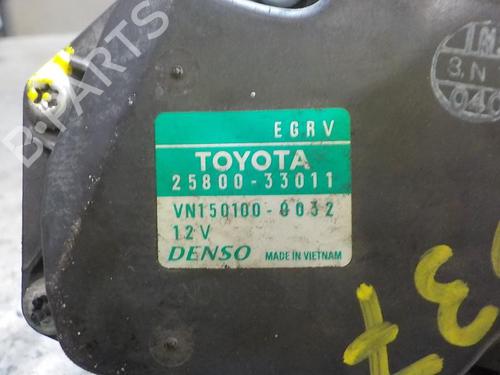 B-PARTS
EGRV
TOYOTA
25800-33011
VN150100-0032
12V
DENSO MADE IN VIETNAM